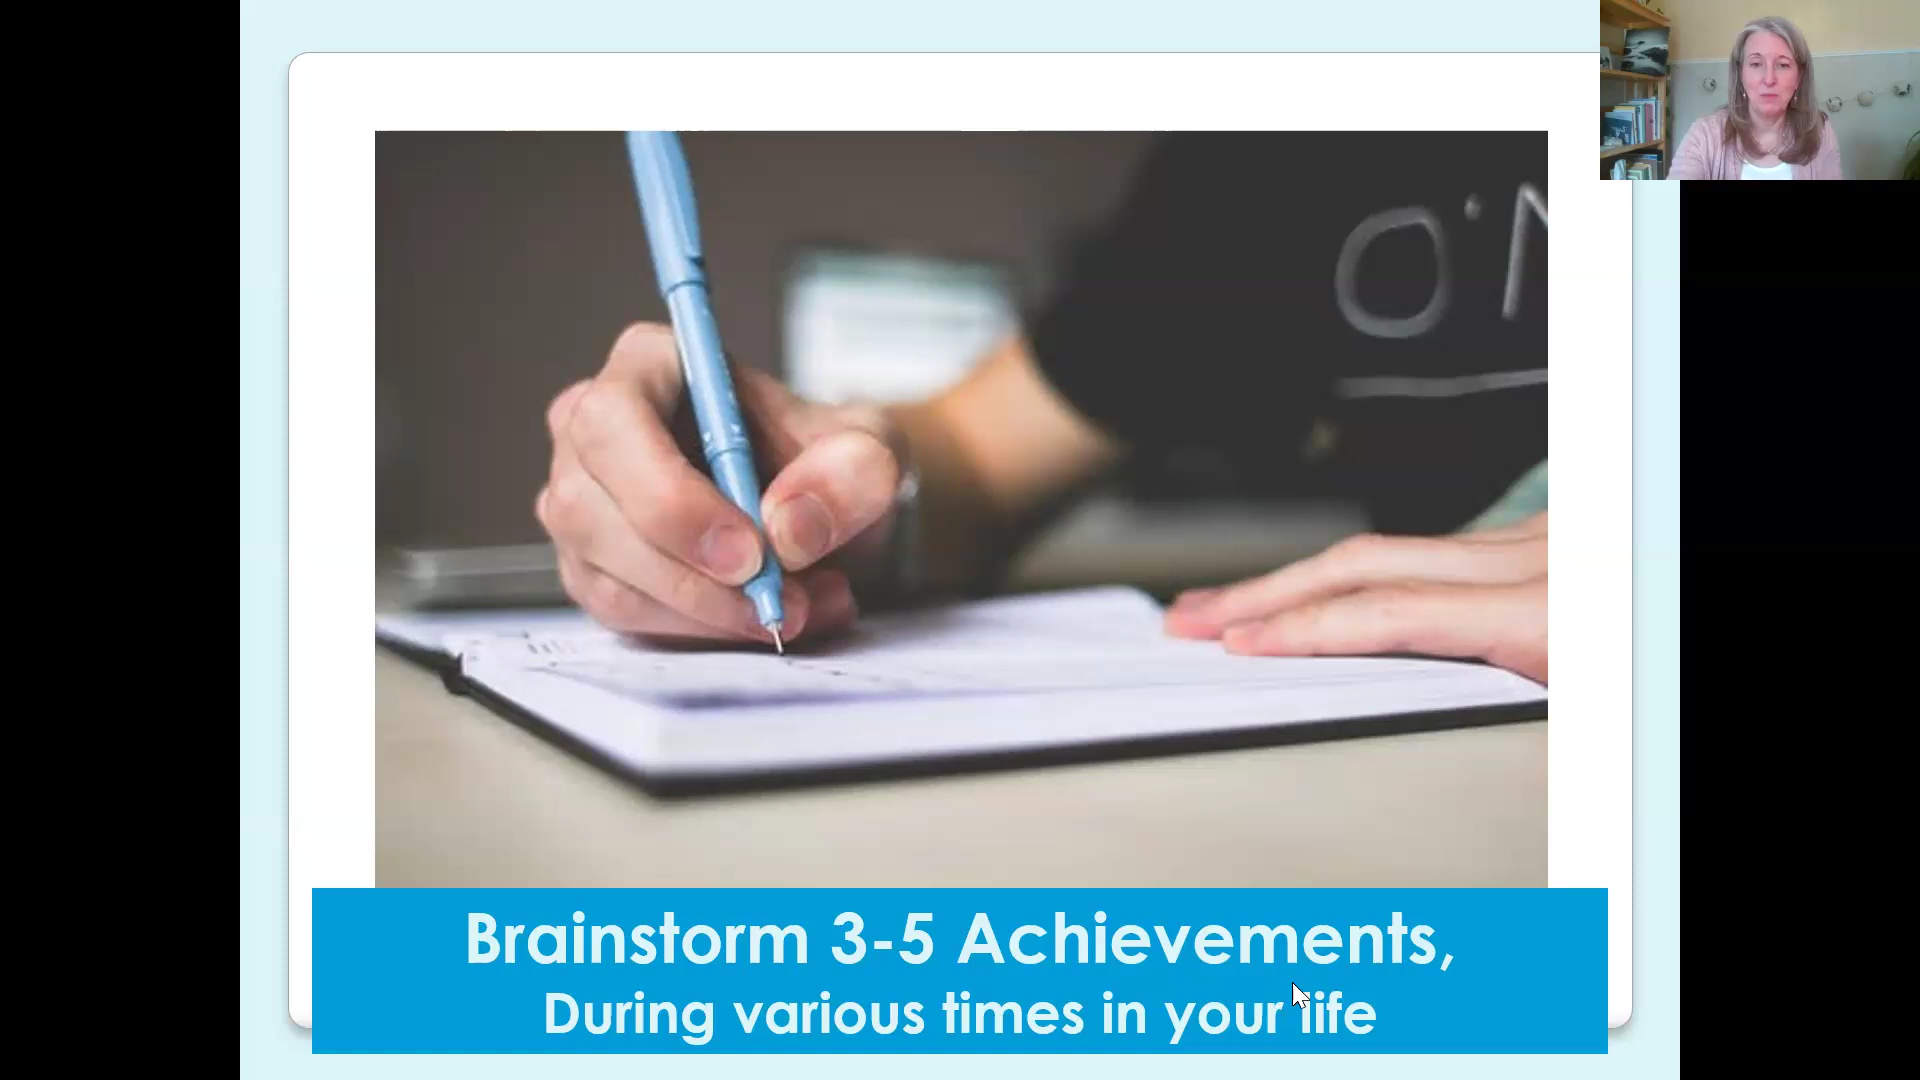 O.N
Brainstorm 3-5 Achievements,
During various times in your life